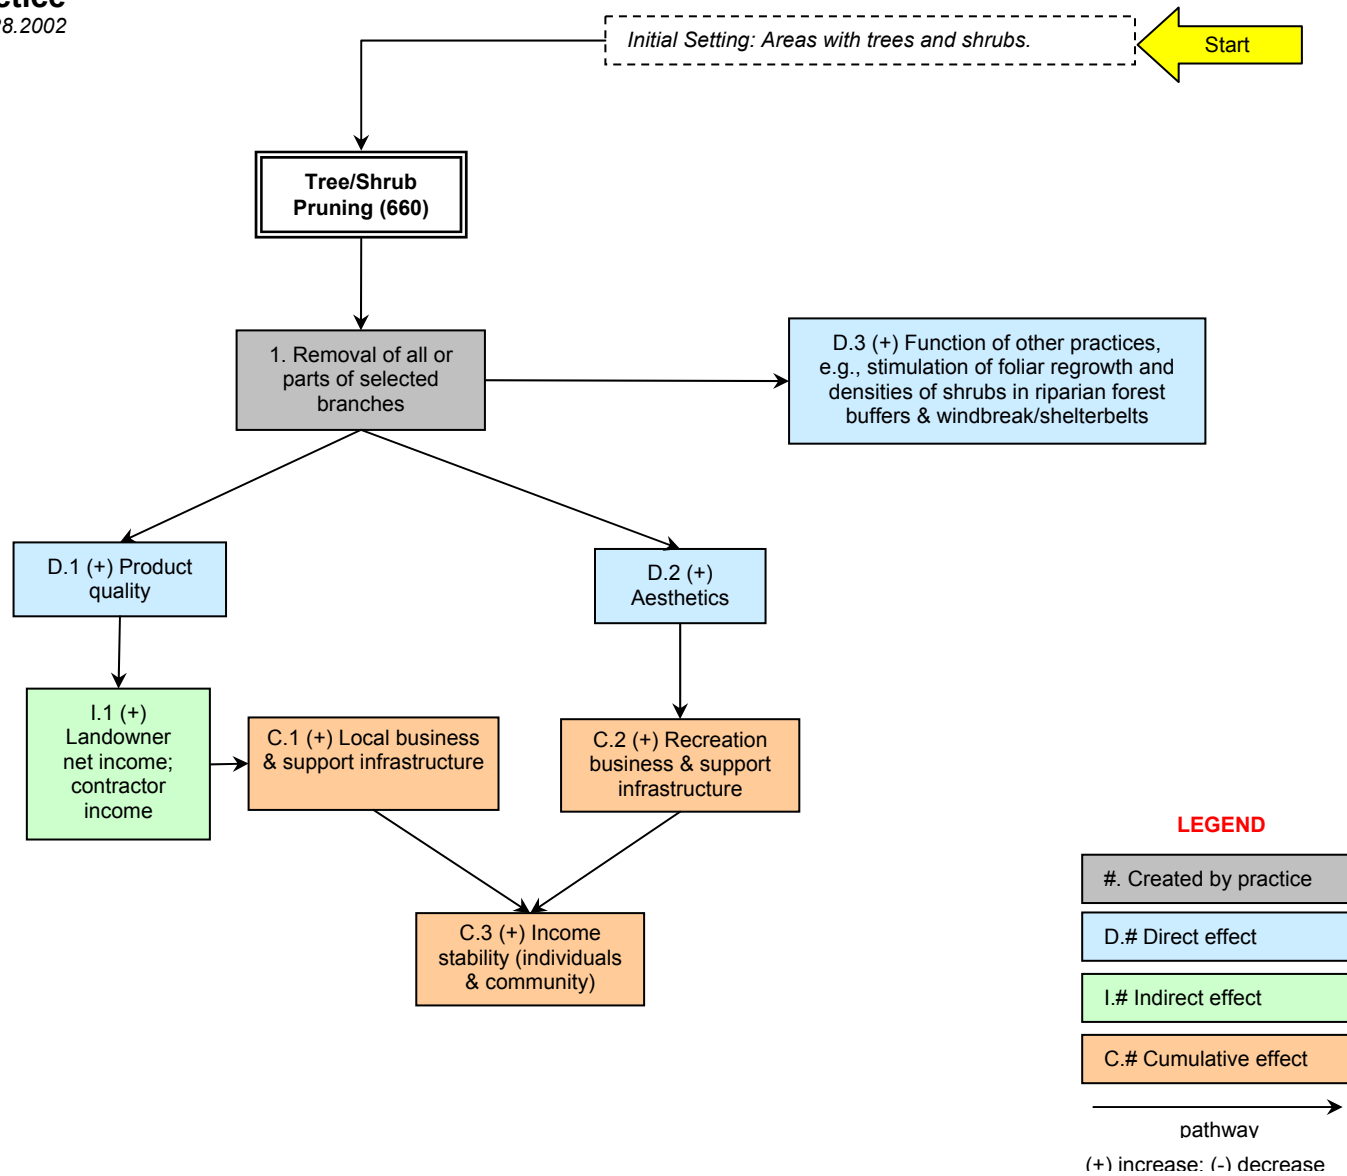 Initial Setting: Areas with trees and shrubs.
Start
Tree/Shrub
Pruning (660)
1. Removal of all or
parts of selected
branches
D.3 (+) Function of other practices,
e.g., stimulation of foliar regrowth and
densities of shrubs in riparian forest
buffers & windbreak/shelterbelts
D.1 (+) Product
quality
D.2 (+)
Aesthetics
I.1 (+)
Landowner
net income;
contractor
income
C.1 (+) Local business
& support infrastructure
C.2 (+) Recreation
business & support
infrastructure
C.3 (+) Income
stability (individuals
& community)
LEGEND
#. Created by practice
D.# Direct effect
I.# Indirect effect
C.# Cumulative effect
pathway
(+) increase; (-) decrease